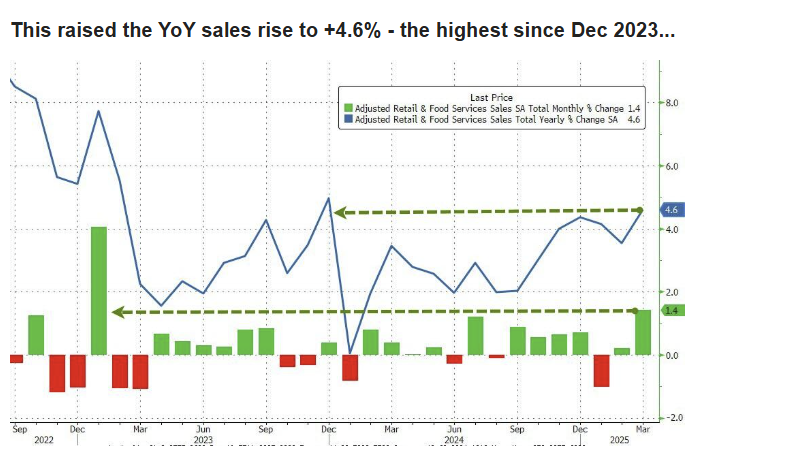 This raised the YoY sales rise to +4.6% - the highest since Dec 2023...
Last Price
Adjusted Retail & Food Services Sales SA Total Monthly % Change 1.4
Adjusted Retail & Food Services Sales Total Yearly % Change SA 4.6
8.0
6.0
4.6
4.0
2.0
1.4
0.0
-2.0
Sep Dec Mar Jun Sep Dec Mar Jun Sep Dec Mar
2022 2023 2024 2025